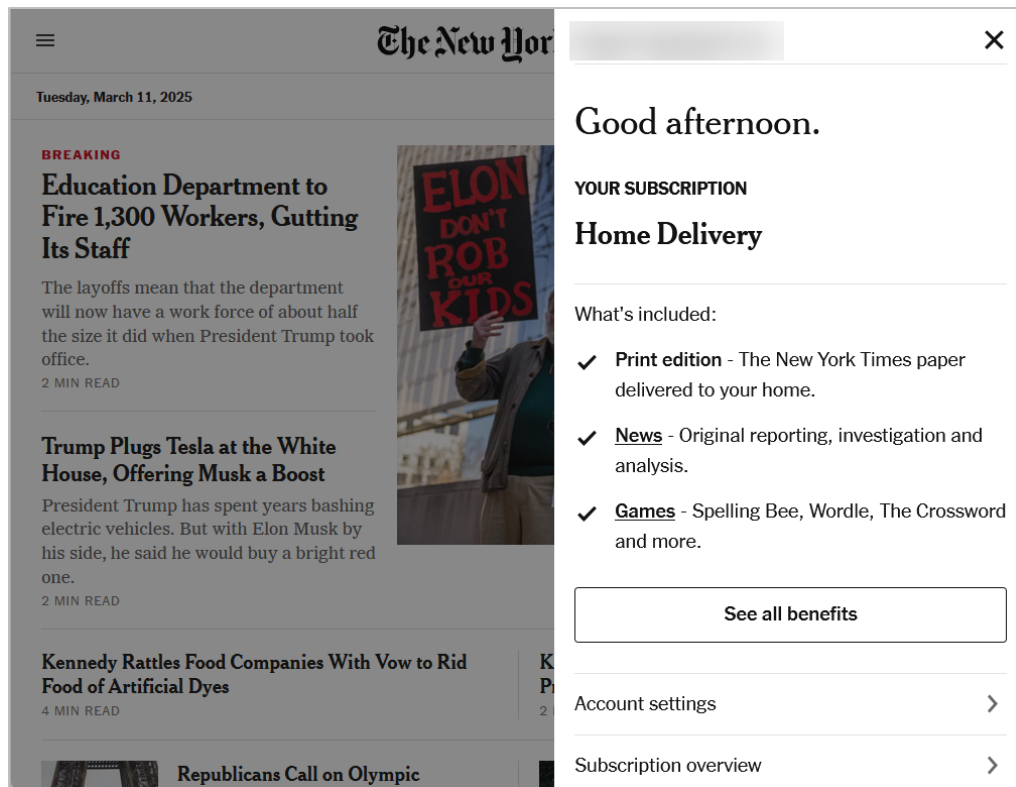 The New Yor
Tuesday, March 11, 2025
BREAKING
Education Department to
Fire 1,300 Workers, Gutting
Its Staff
The layoffs mean that the department
will now have a work force of about half
the size it did when President Trump took
office.
2 MIN READ
Trump Plugs Tesla at the White
House, Offering Musk a Boost
President Trump has spent years bashing
electric vehicles. But with Elon Musk by
his side, he said he would buy a bright red
one.
2 MIN READ
ELON
DON'T
ROB
OUR
KIDS
Kennedy Rattles Food Companies With Vow to Rid
Food of Artificial Dyes
4 MIN READ
K
P
2
Republicans Call on Olympic
Good afternoon.
YOUR SUBSCRIPTION
Home Delivery
What's included:
Print edition - The New York Times paper
delivered to your home.
News - Original reporting, investigation and
analysis.
Games - Spelling Bee, Wordle, The Crossword
and more.
See all benefits
Account settings
Subscription overview